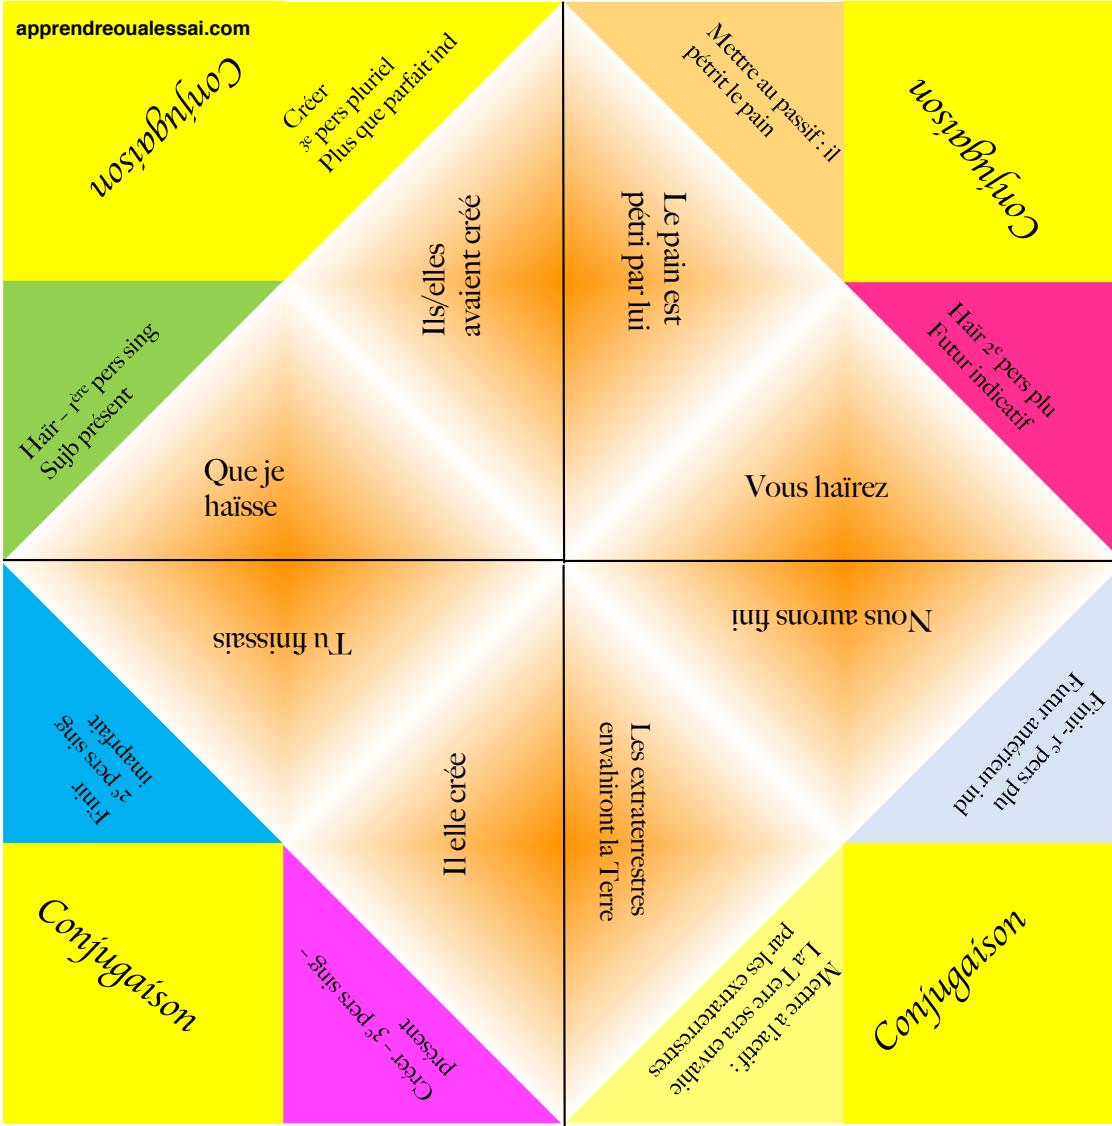 apprendreoualessai.com
Conjugaison
Créer
3e pers pluriel
Plus que parfait ind
Mettre au passif : il
pétrit le pain
Conjugaison
Ils/elles
avaient créé
Le pain est
pétri par lui
Haïr – 1ère pers sing
Sujb présent
Haïr 2e pers plu
Futur indicatif
Que je
haïsse
Vous haïrez
Tu finissais
Nous aurons fini
Finir
2e pers sing
imaprfait
Finir- 1e pers plu
Futur antérieur ind
Il elle crée
Les extraterrestres
envahiront la Terre
Conjugaison
Créer – 3e pers sing –
présent
Mettre à l'actif :
La Terre sera envahie
par les extraterrestres
Conjugaison